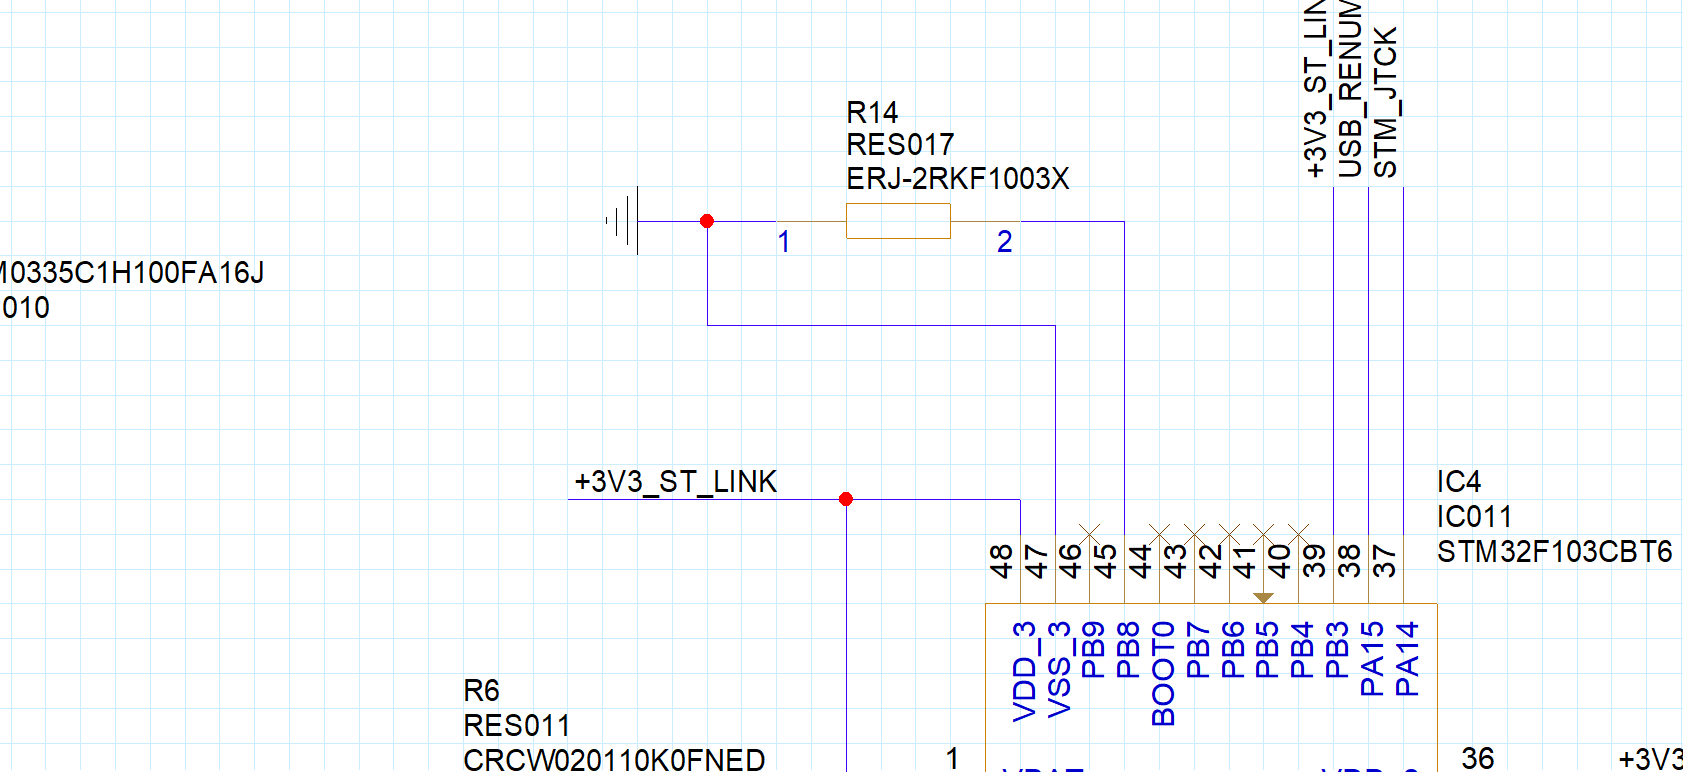 +3V3_ST_LIN
USB_RENUM
STM_JTCK
R14
RES017
ERJ-2RKF1003X
1
2
M0335C1H100FA16J
010
+3V3_ST_LINK
IC4
IC011
STM32F103CBT6
48
47
46
45
44
43
42
41
40
39
38
37
VDD_3
VSS_3
PB9
PB8
BOOT0
PB7
PB6
PB5
PB4
PB3
PA15
PA14
R6
RES011
CRCW020110K0FNED
1
36
+3V3